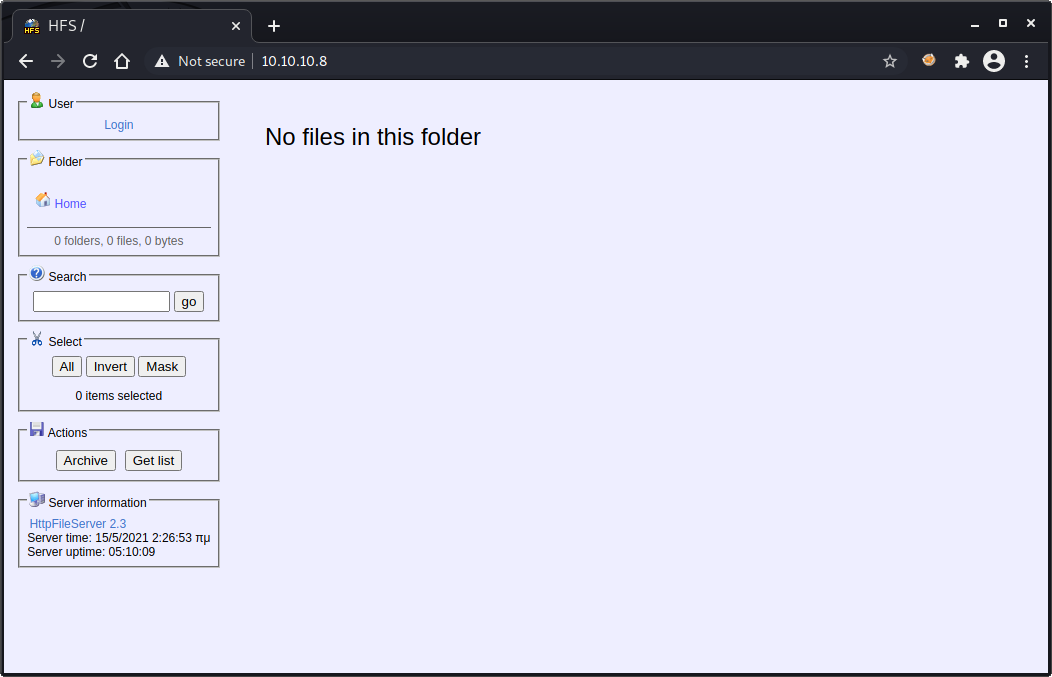 HFS /
Not secure
10.10.10.8
User
Login
Folder
Home
0 folders, 0 files, 0 bytes
Search
go
Select
All Invert Mask
0 items selected
Actions
Archive Get list
Server information
HttpFileServer 2.3
Server time: 15/5/2021 2:26:53 πμ
Server uptime: 05:10:09
No files in this folder